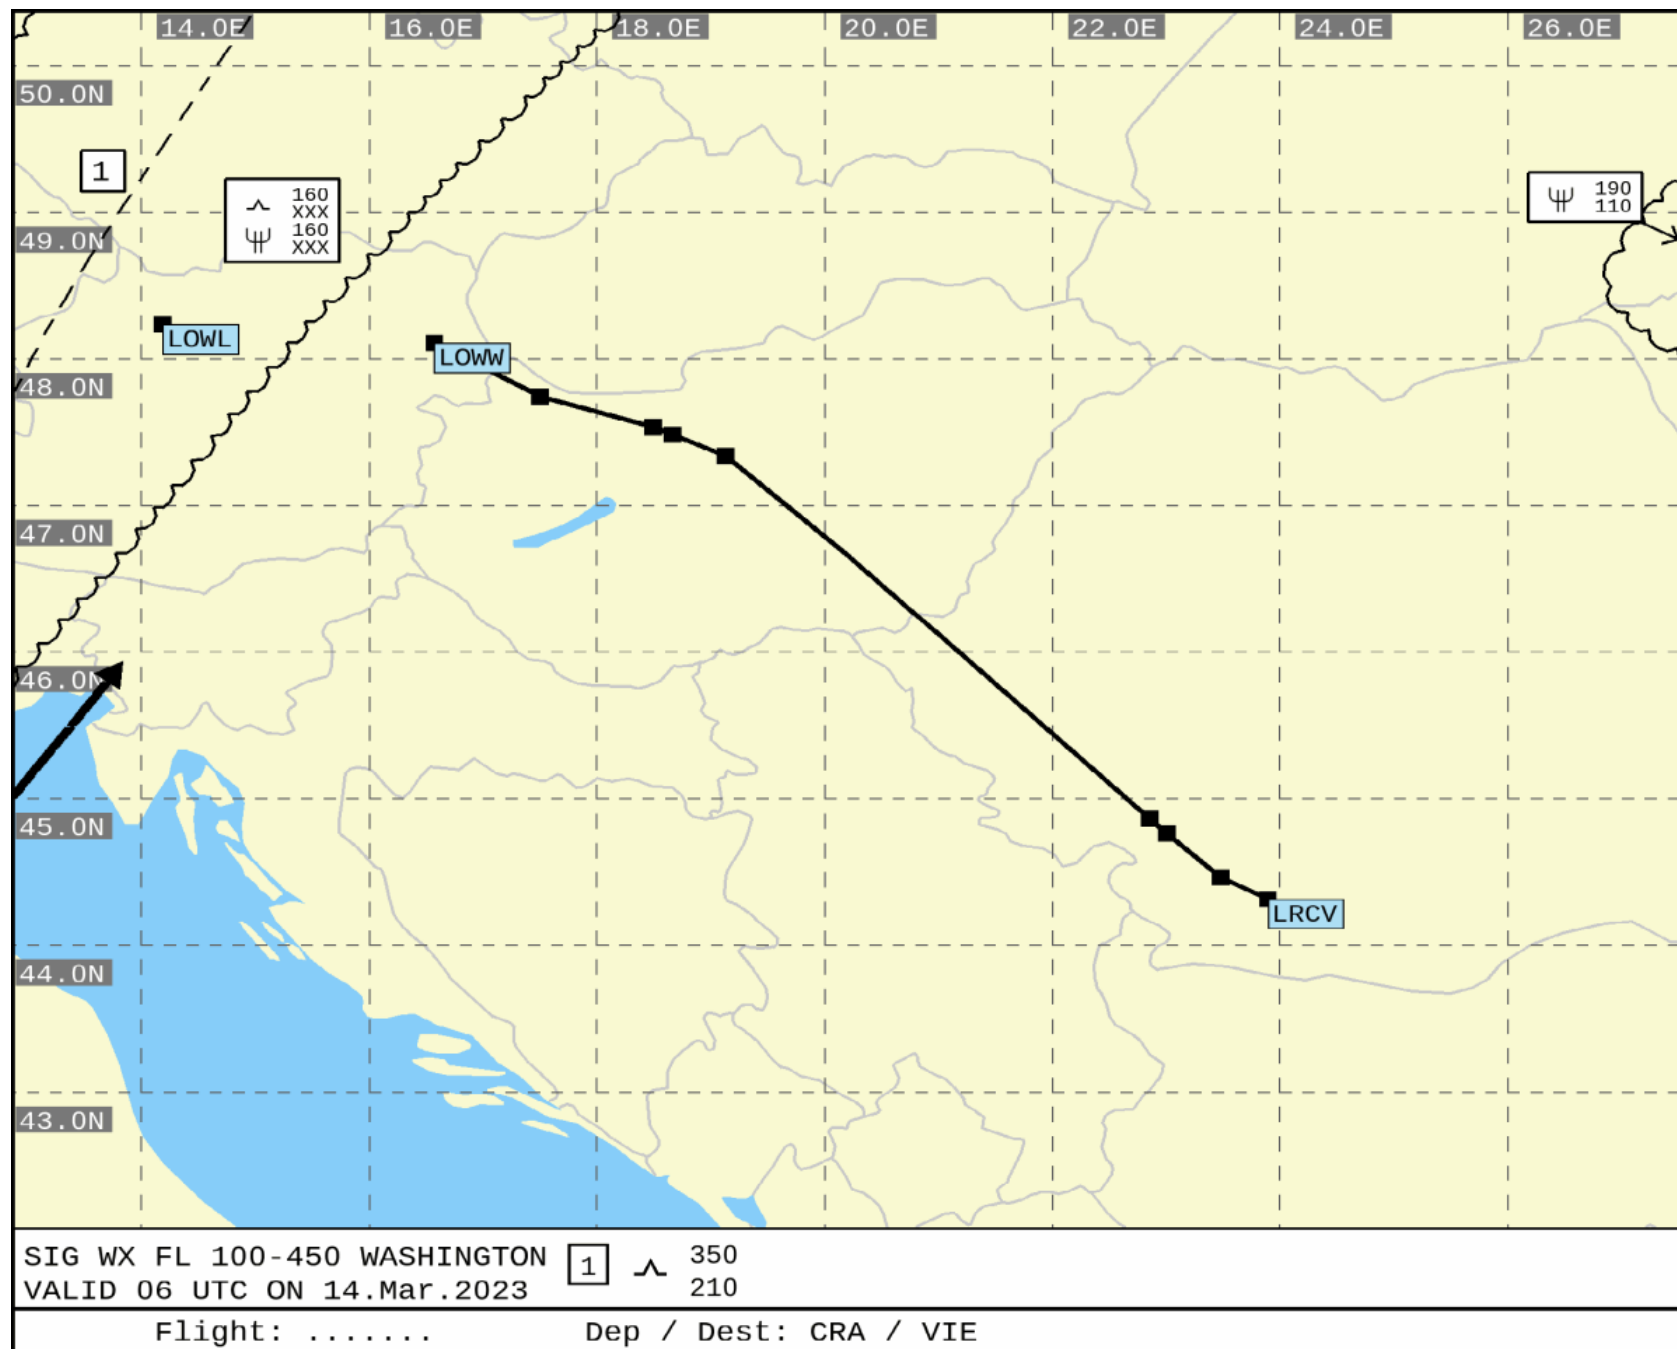 14.0E 16.0E 18.0E 20.0E 22.0E 24.0E 26.0E
50.0N
1
160
XXX
160
XXX
190
110
49.0N
LOWL
LOWW
48.0N
47.0N
46.0N
45.0N
LRCV
44.0N
43.0N
SIG WX FL 100-450 WASHINGTON
VALID 06 UTC ON 14.Mar.2023
1
350
210
Flight: ....... Dep / Dest: CRA / VIE